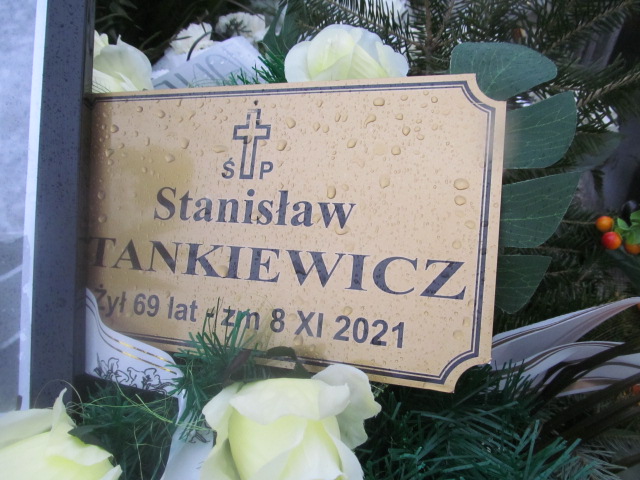 Ś P
Stanisław
TANKIEWICZ
Żył 69 lat - zm 8 XI 2021